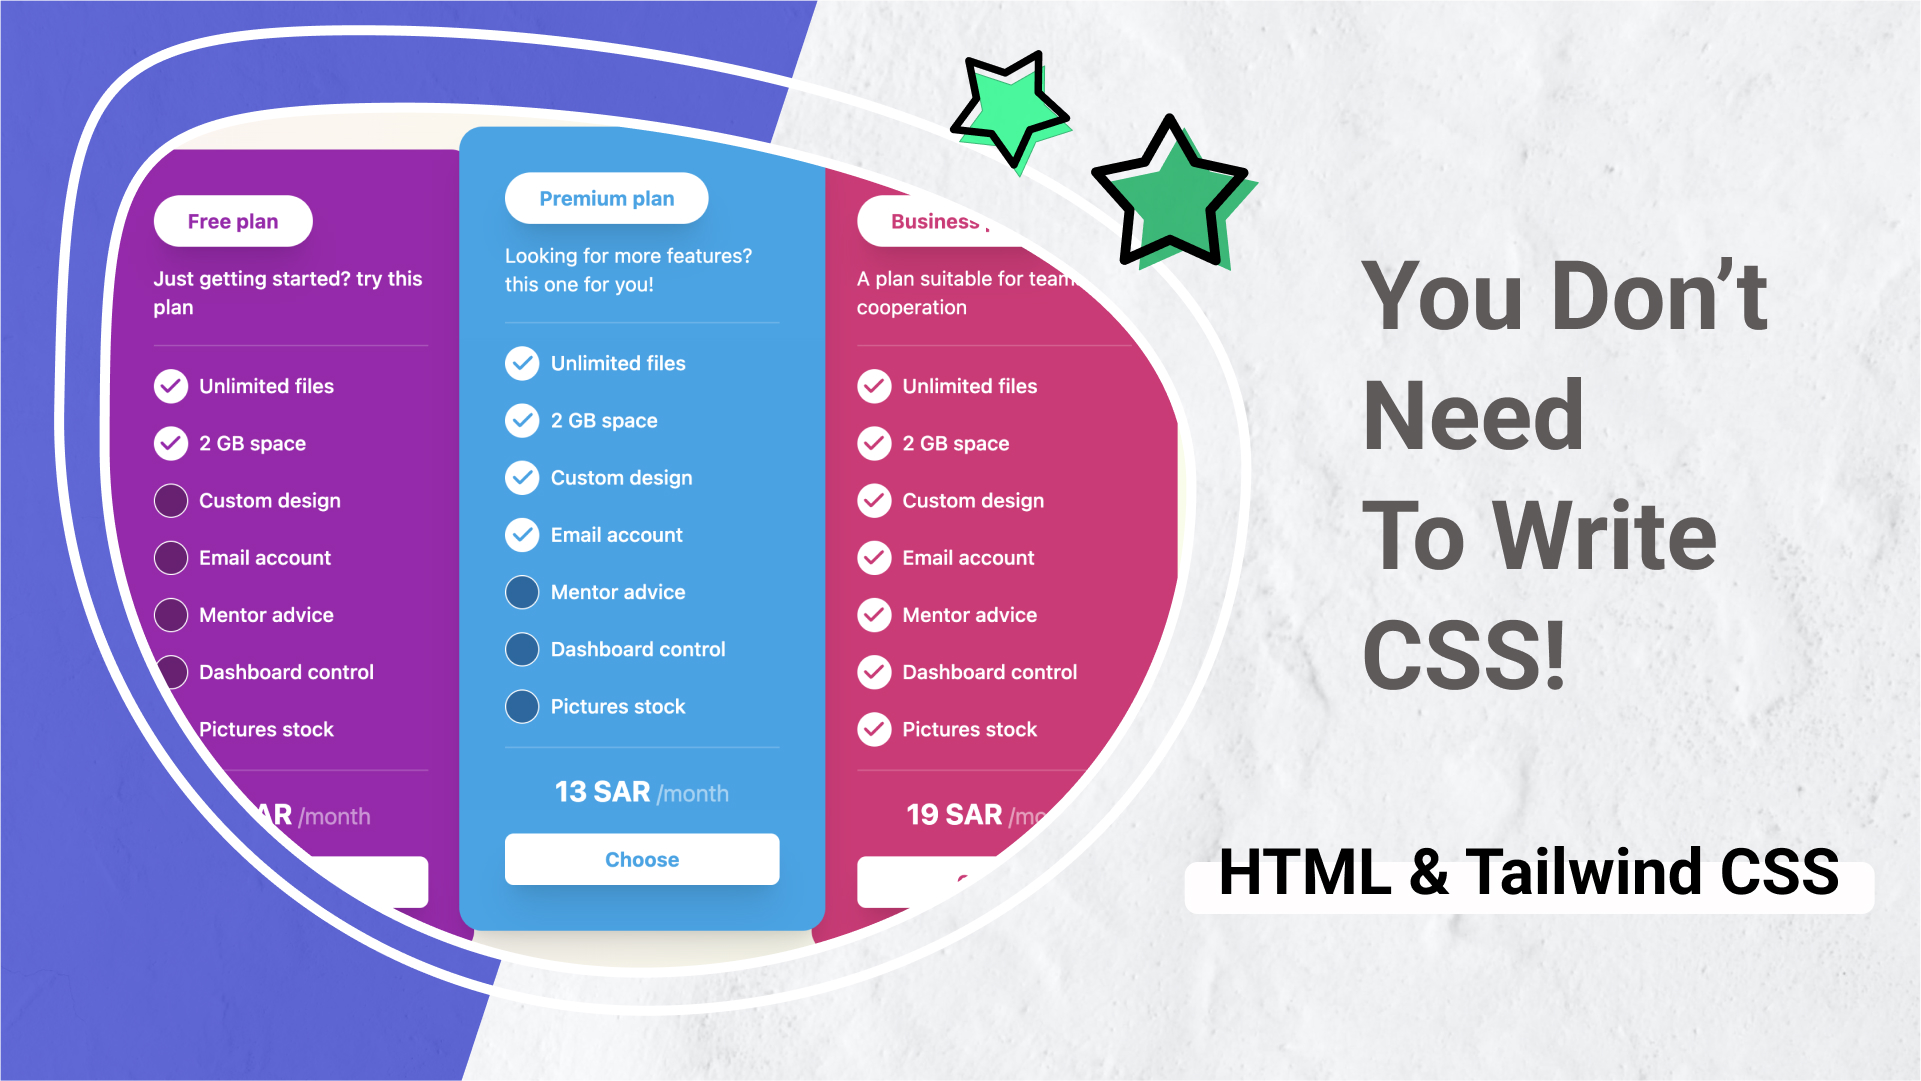 Free plan
Just getting started? try this
plan
Unlimited files
2 GB space
Custom design
Email account
Mentor advice
Dashboard control
Pictures stock
/month
Premium plan
Looking for more features?
this one for you!
Unlimited files
2 GB space
Custom design
Email account
Mentor advice
Dashboard control
Pictures stock
13 SAR /month
Choose
Business
A plan suitable for team
cooperation
Unlimited files
2 GB space
Custom design
Email account
Mentor advice
Dashboard control
Pictures stock
19 SAR
You Don’t
Need
To Write
CSS!
HTML & Tailwind CSS